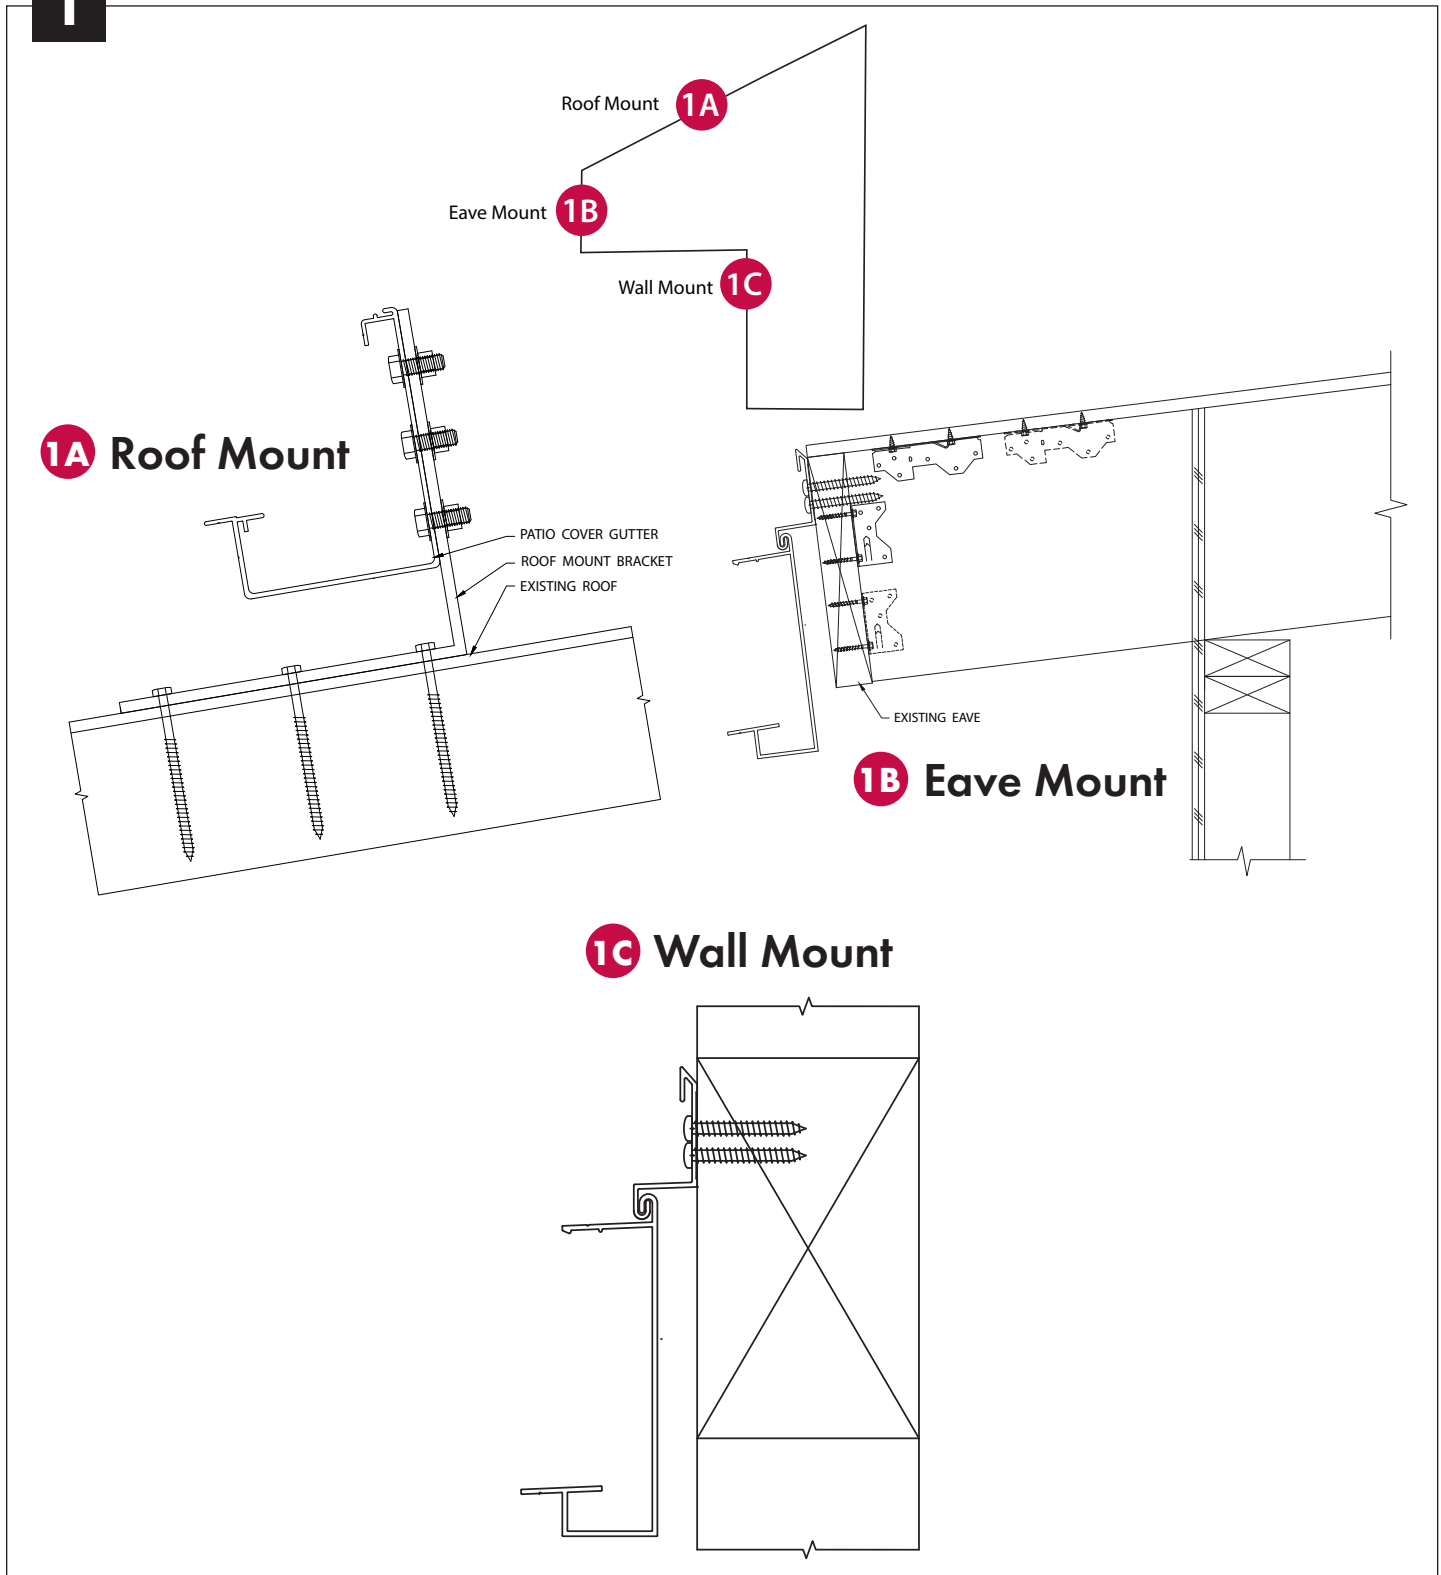 1
Roof Mount 1A
Eave Mount 1B
Wall Mount 1C
1A Roof Mount
PATIO COVER GUTTER
ROOF MOUNT BRACKET
EXISTING ROOF
EXISTING EAVE
1B Eave Mount
1C Wall Mount